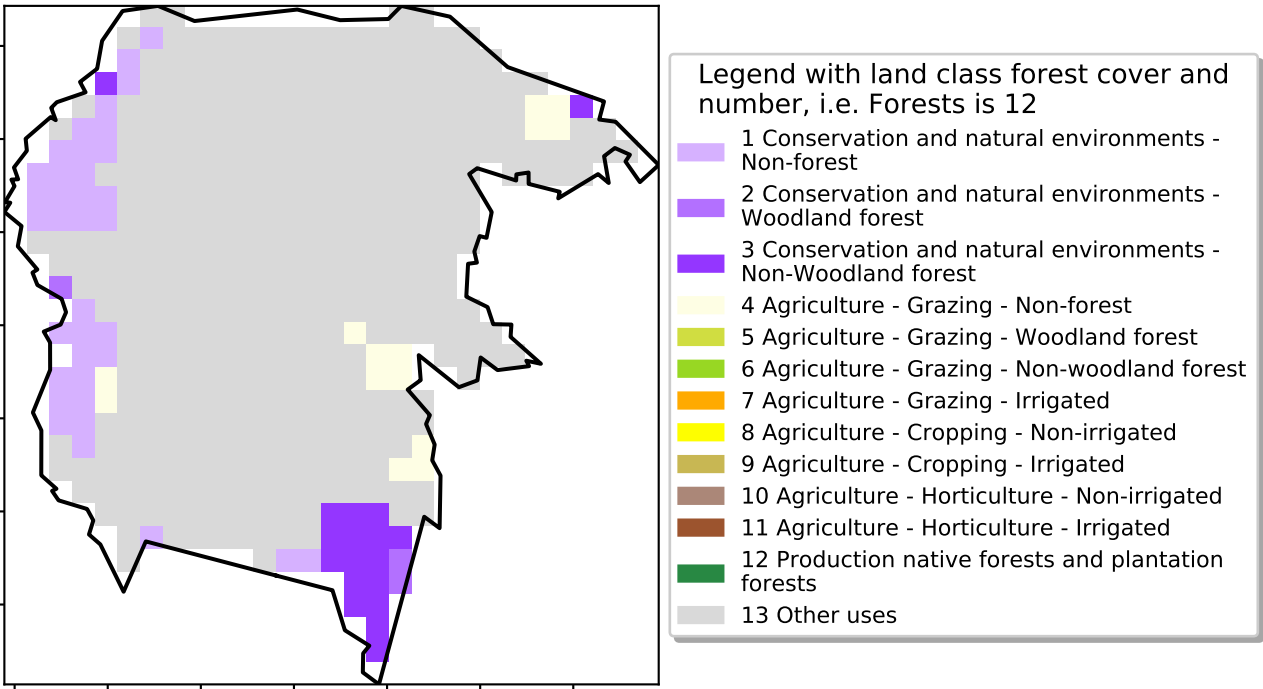 Legend with land class forest cover and
number, i.e. Forests is 12
1 Conservation and natural environments -
Non-forest
2 Conservation and natural environments -
Woodland forest
3 Conservation and natural environments -
Non-Woodland forest
4 Agriculture - Grazing - Non-forest
5 Agriculture - Grazing - Woodland forest
6 Agriculture - Grazing - Non-woodland forest
7 Agriculture - Grazing - Irrigated
8 Agriculture - Cropping - Non-irrigated
9 Agriculture - Cropping - Irrigated
10 Agriculture - Horticulture - Non-irrigated
11 Agriculture - Horticulture - Irrigated
12 Production native forests and plantation
forests
13 Other uses